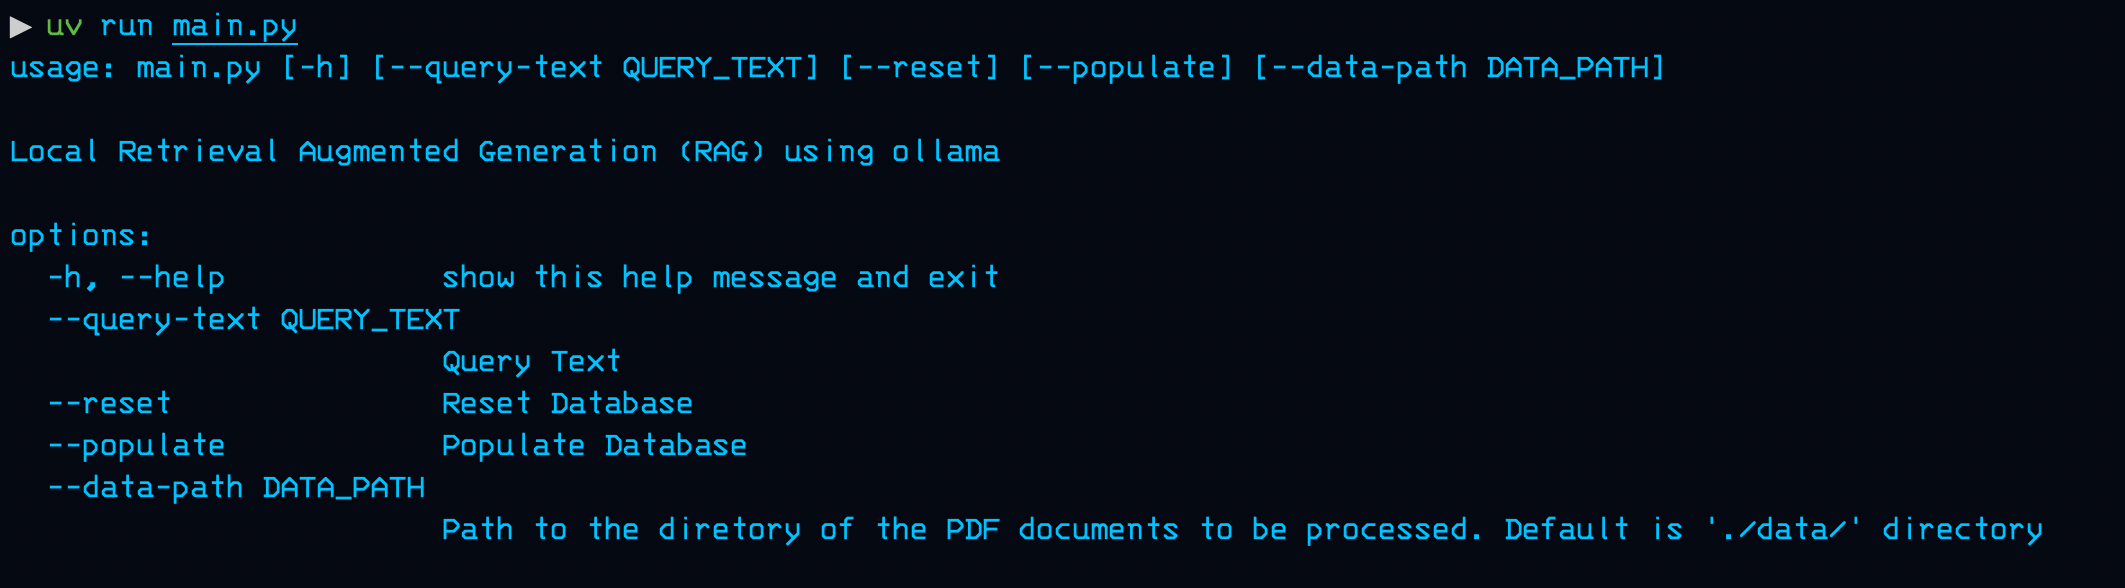 ▶ uv run main.py
usage: main.py [-h] [--query-text QUERY_TEXT] [--reset] [--populate] [--data-path DATA_PATH]
Local Retrieval Augmented Generation (RAG) using ollama
options:
-h, --help show this help message and exit
--query-text QUERY_TEXT
Query Text
--reset Reset Database
--populate Populate Database
--data-path DATA_PATH
Path to the diretory of the PDF documents to be processed. Default is './data/' directory